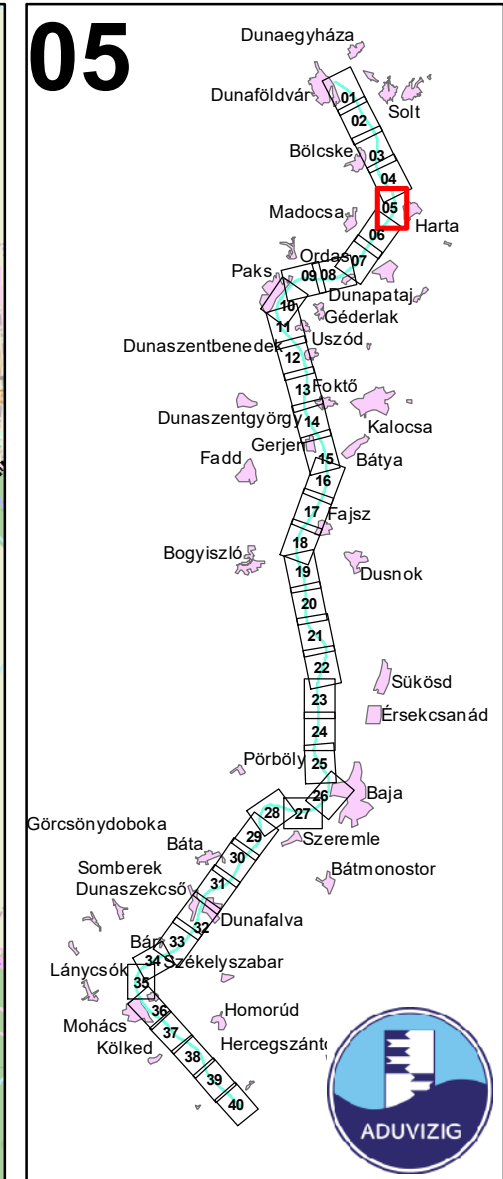 05
Dunaegyháza
Dunaföldvár
01
Solt
02
Bölcske
03
04
05
Madocsa
Harta
06
Ordas
07
Paks
09
08
Dunapataj
10
Géderlak
11
Uszód
Dunaszentbenedek
12
13
Foktő
Dunaszentgyörgy
14
Kalocsa
Gerjen
Bátya
Fadd
15
16
17
Fajsz
18
Bogyiszló
19
Dusnok
20
21
22
Sükösd
23
Érsekcsanád
24
Pörböly
25
26
Baja
28
27
Görcsönydoboka
29
Szeremle
Báta
30
Somberek
Bátmonostor
31
Dunaszekcső
Dunafalva
32
Bár
33
34
Székelyszabar
Lánycsók
35
36
Homorúd
Mohács
37
Kölked
38
Hercegszántó
39
40
ADUVIZIG